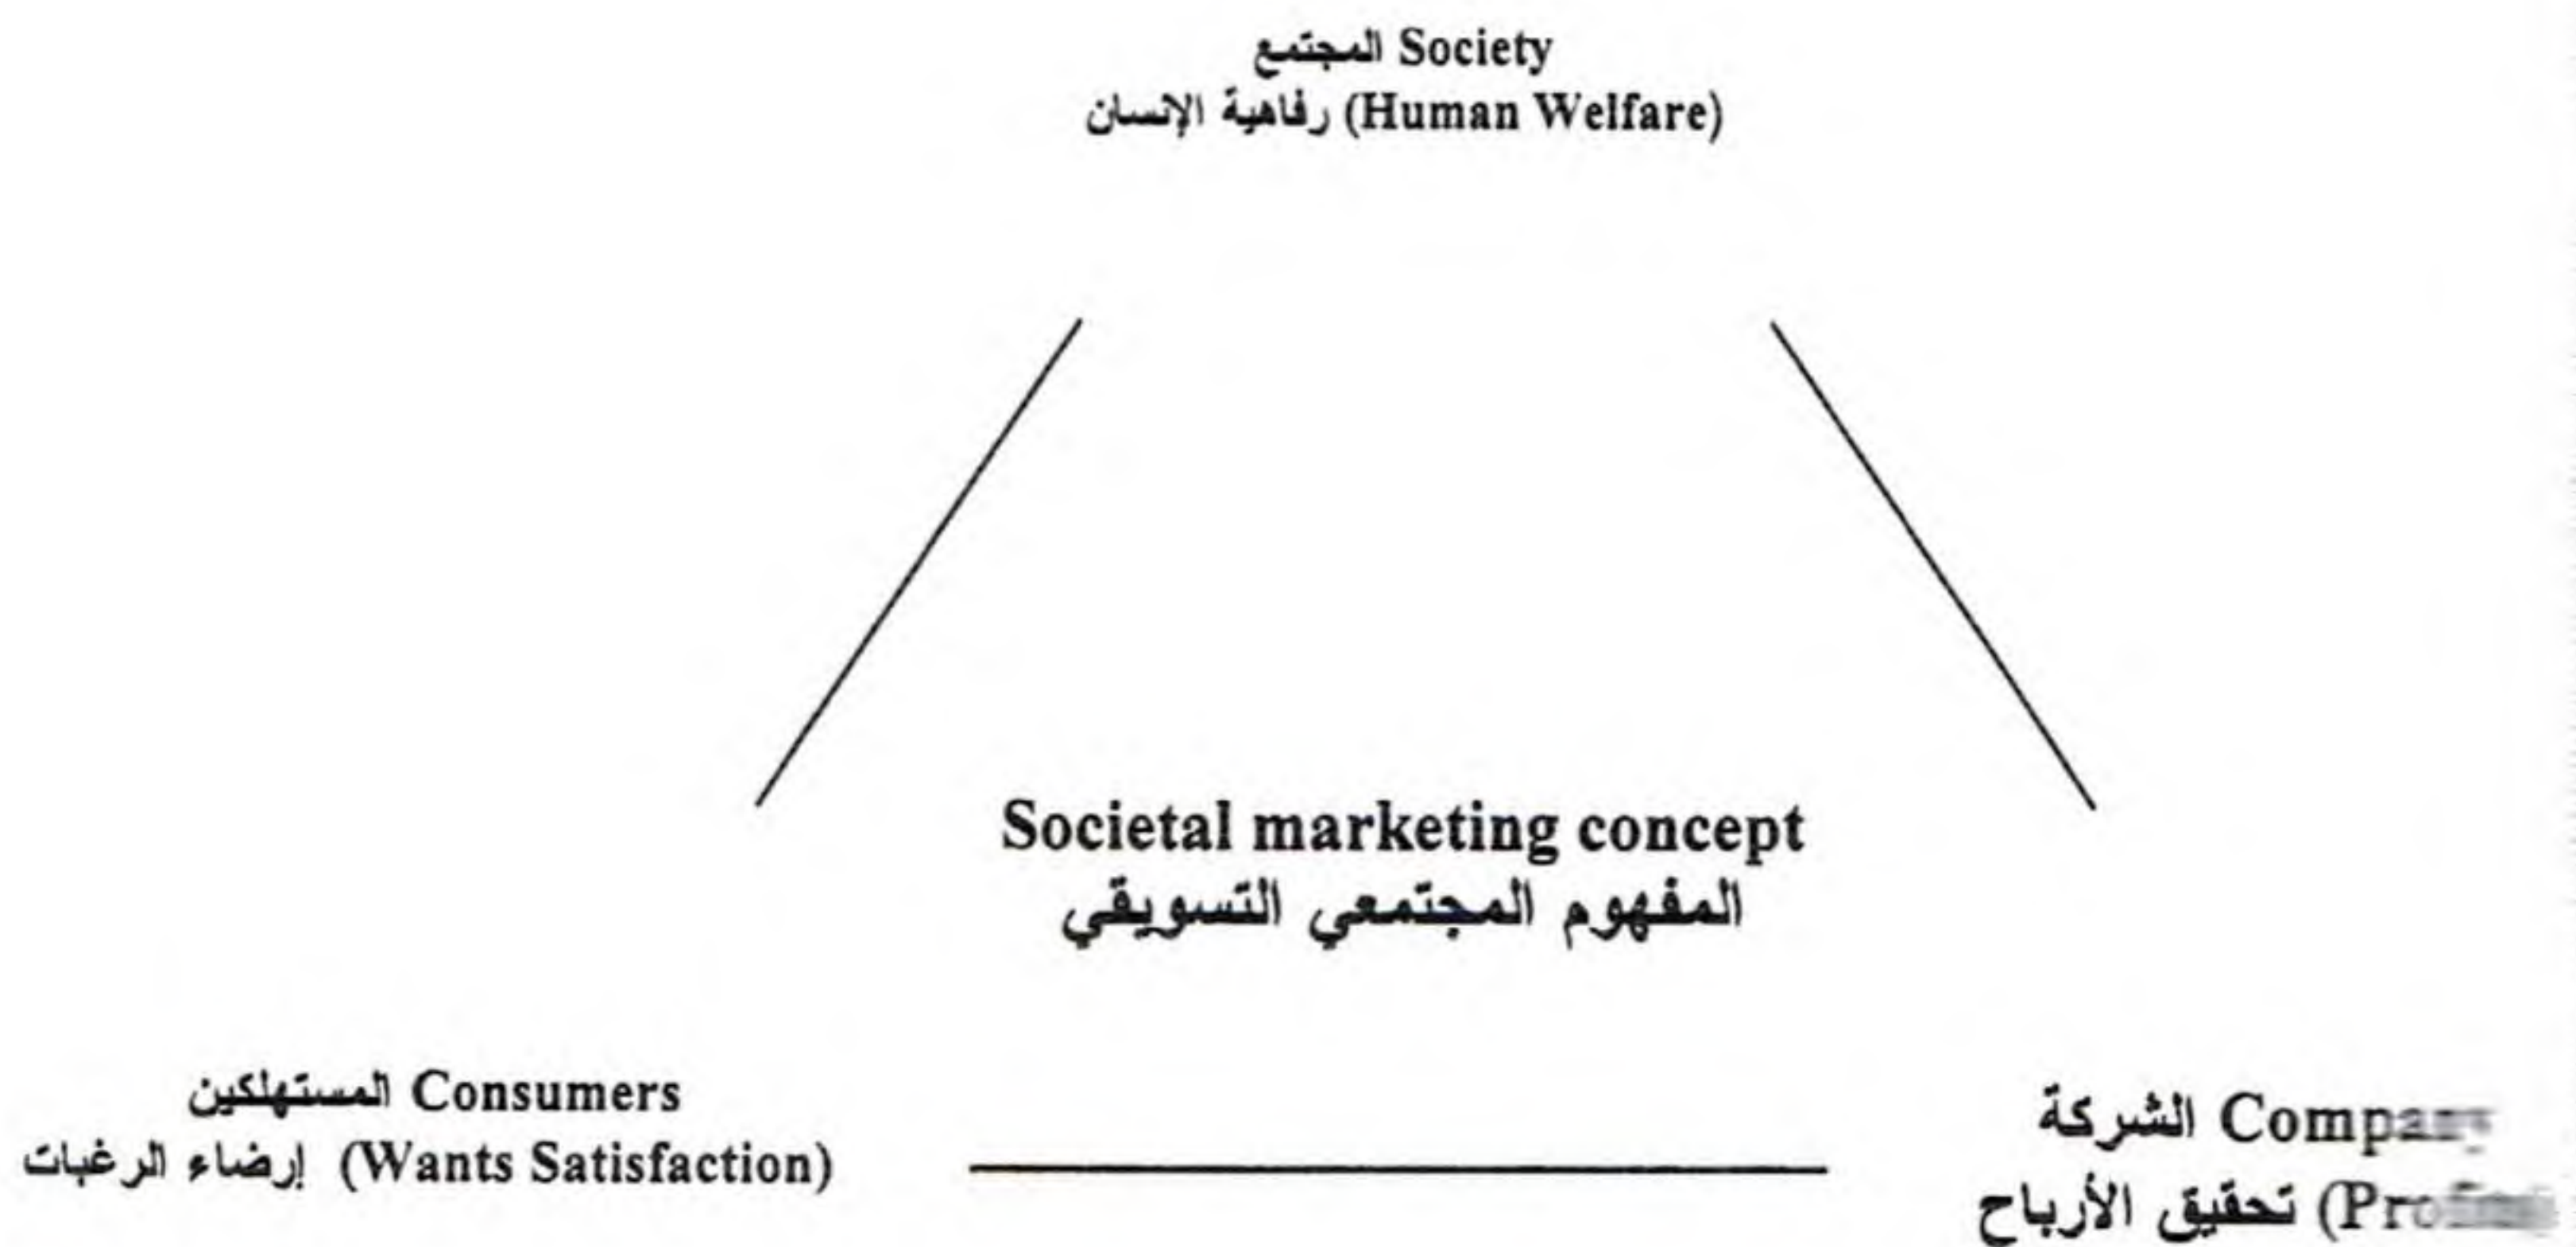 المجتمع Society
رفاهية الإنسان (Human Welfare)
Societal marketing concept
المفهوم المجتمعي التسويقي
المستهلكين Consumers
إرضاء الرغبات (Wants Satisfaction)
الشركة Company
تحقيق الأرباح